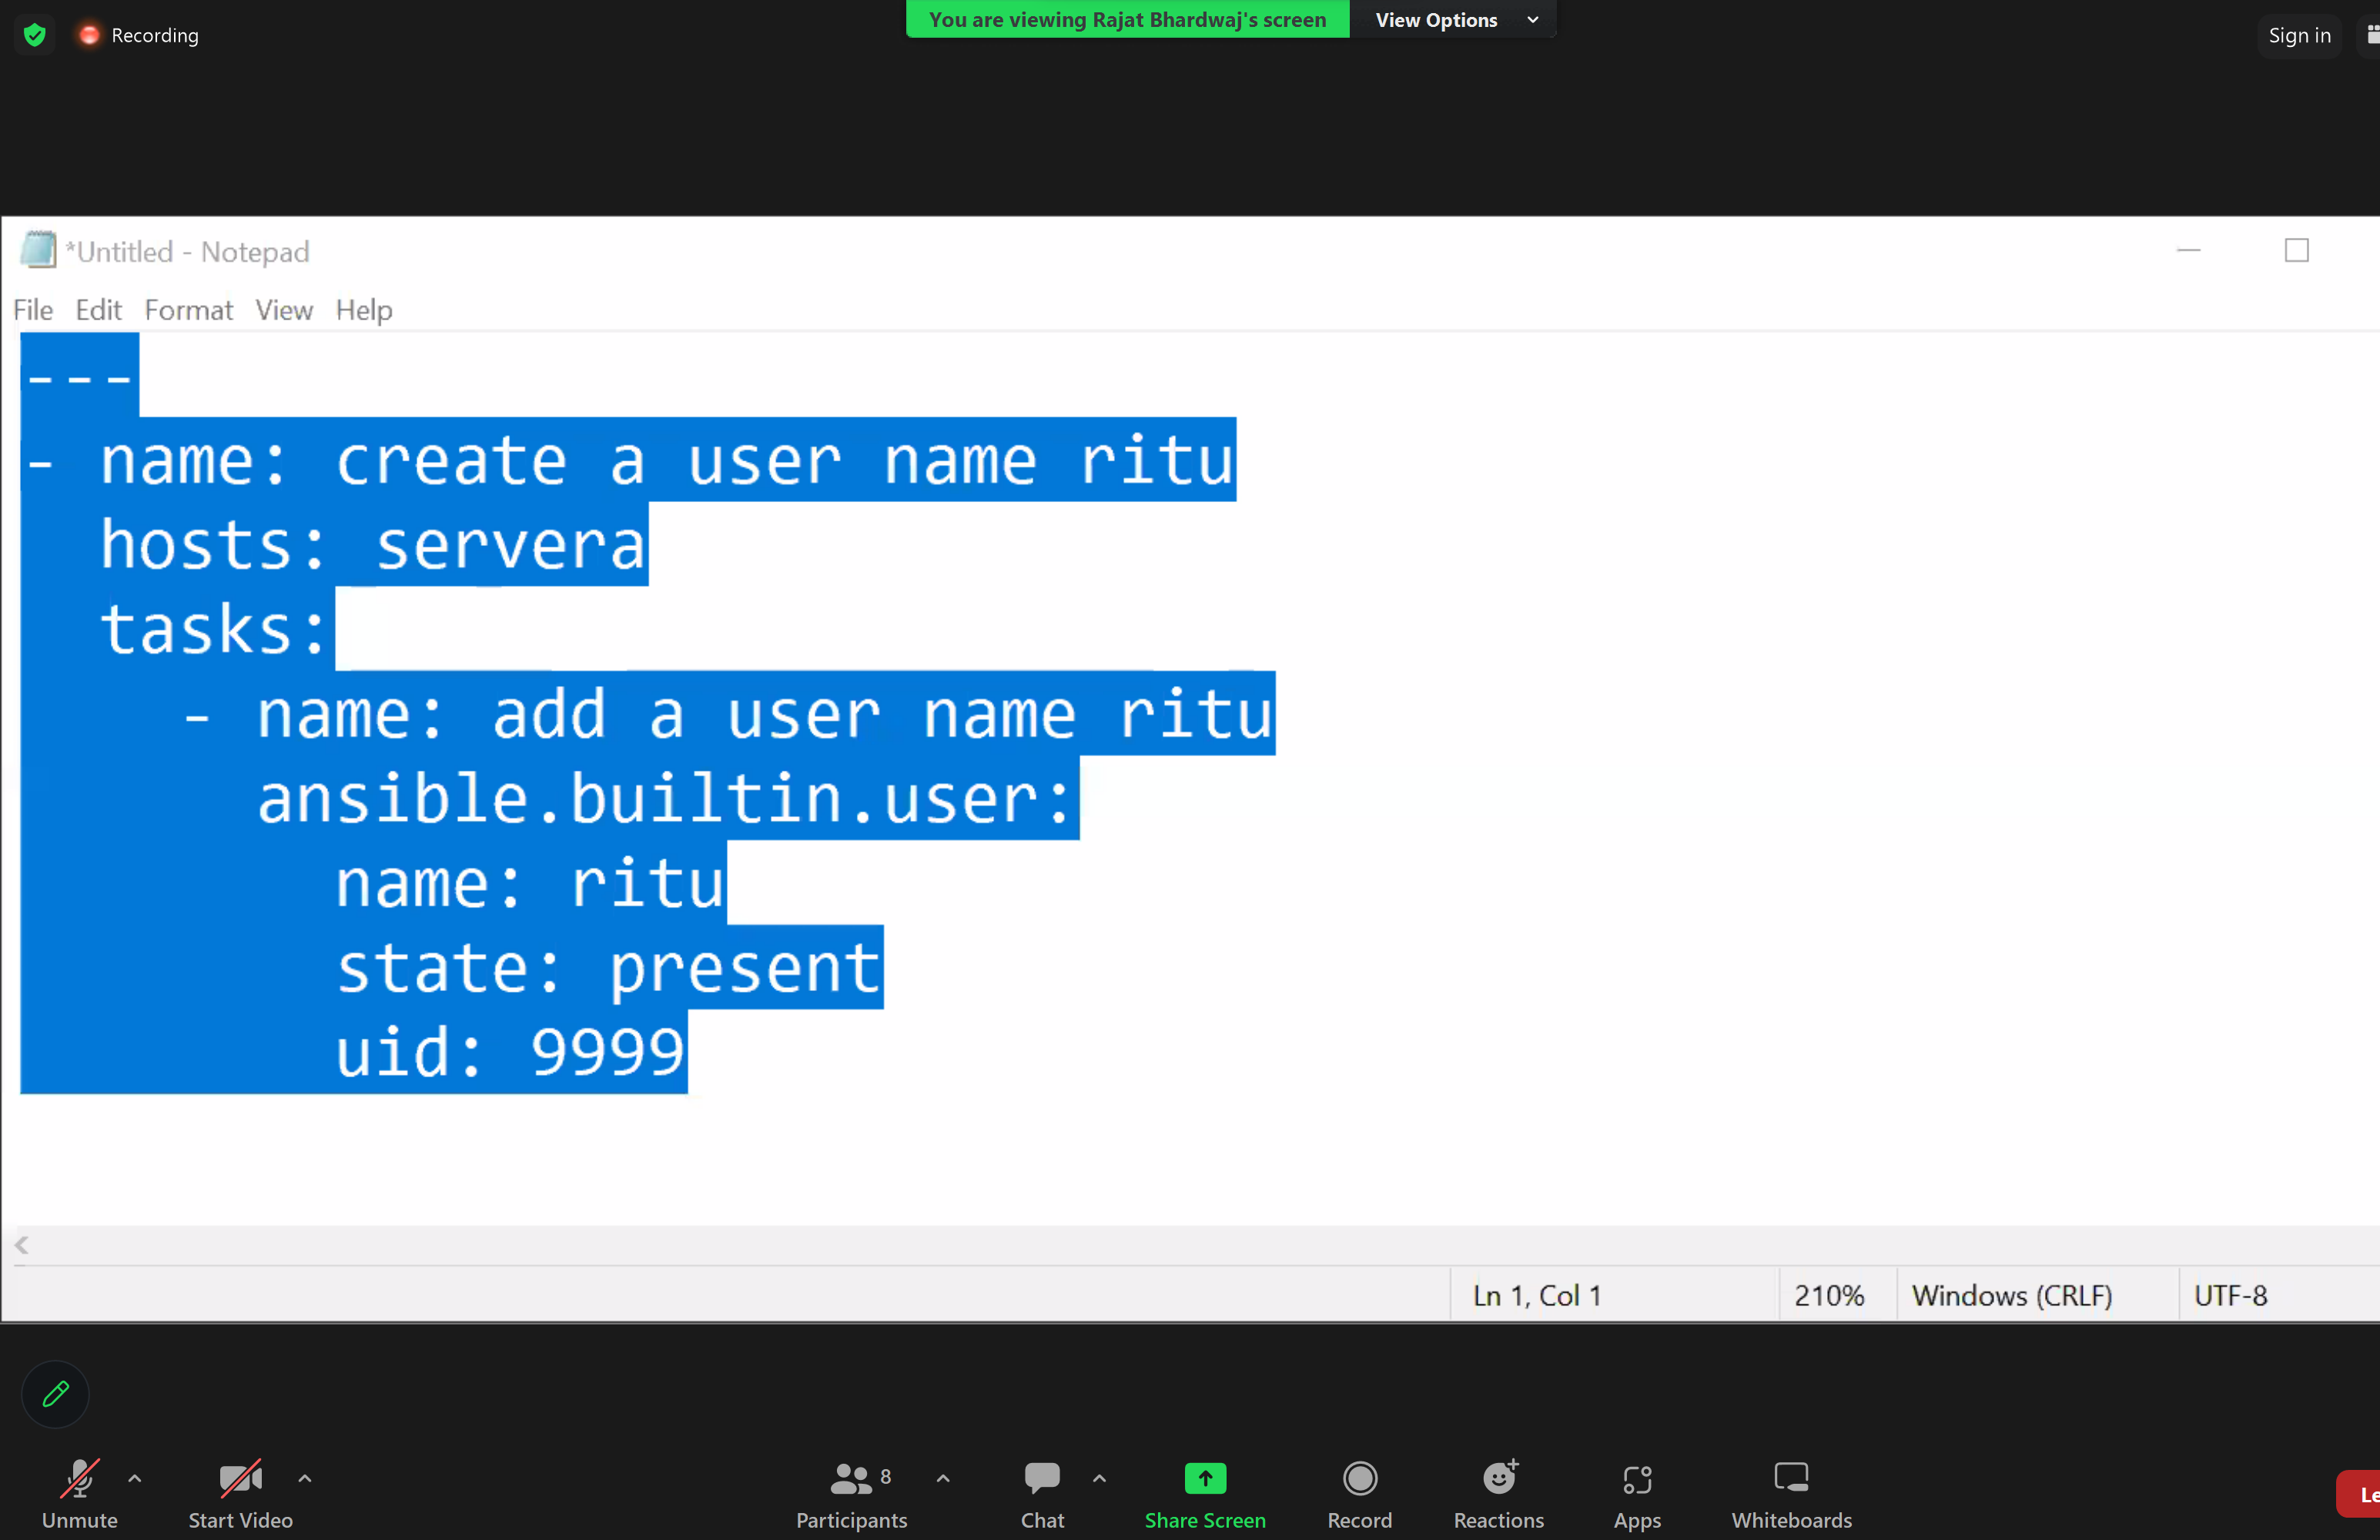 Recording
You are viewing Rajat Bhardwaj's screen
View Options
Sign in
*Untitled - Notepad
File Edit Format View Help
---
- name: create a user name ritu
  hosts: servera
  tasks:
    - name: add a user name ritu
      ansible.builtin.user:
        name: ritu
        state: present
        uid: 9999
Ln 1, Col 1
210%
Windows (CRLF)
UTF-8
Unmute
Start Video
8
Participants
Chat
Share Screen
Record
Reactions
Apps
Whiteboards